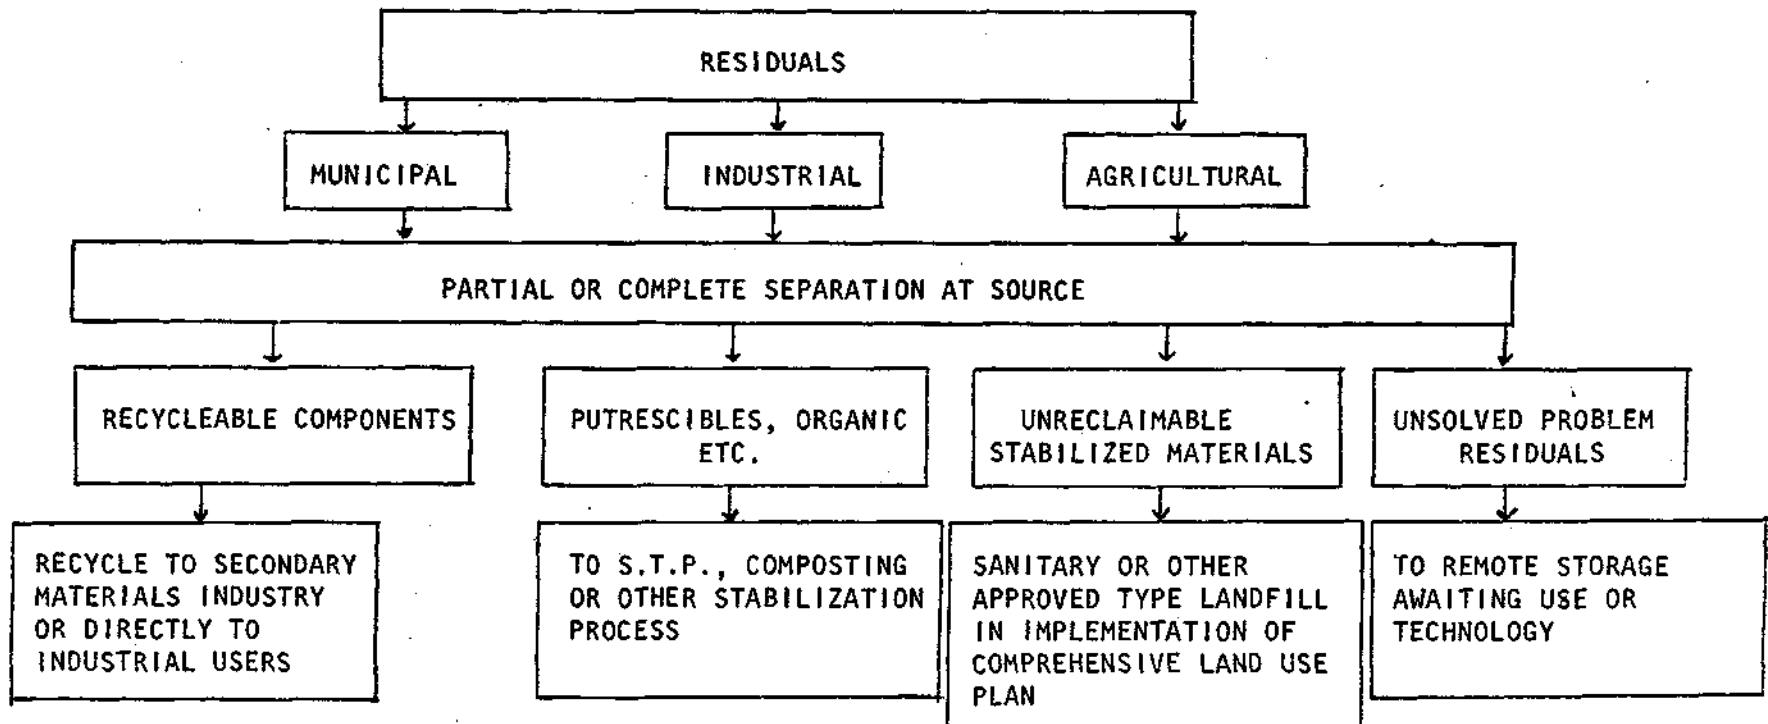 RESIDUALS
MUNICIPAL
INDUSTRIAL
AGRICULTURAL
PARTIAL OR COMPLETE SEPARATION AT SOURCE
RECYCLEABLE COMPONENTS
PUTRESCIBLES, ORGANIC
ETC.
UNRECLAIMABLE
STABILIZED MATERIALS
UNSOLVED PROBLEM
RESIDUALS
RECYCLE TO SECONDARY
MATERIALS INDUSTRY
OR DIRECTLY TO
INDUSTRIAL USERS
TO S.T.P., COMPOSTING
OR OTHER STABILIZATION
PROCESS
SANITARY OR OTHER
APPROVED TYPE LANDFILL
IN IMPLEMENTATION OF
COMPREHENSIVE LAND USE
PLAN
TO REMOTE STORAGE
AWAITING USE OR
TECHNOLOGY